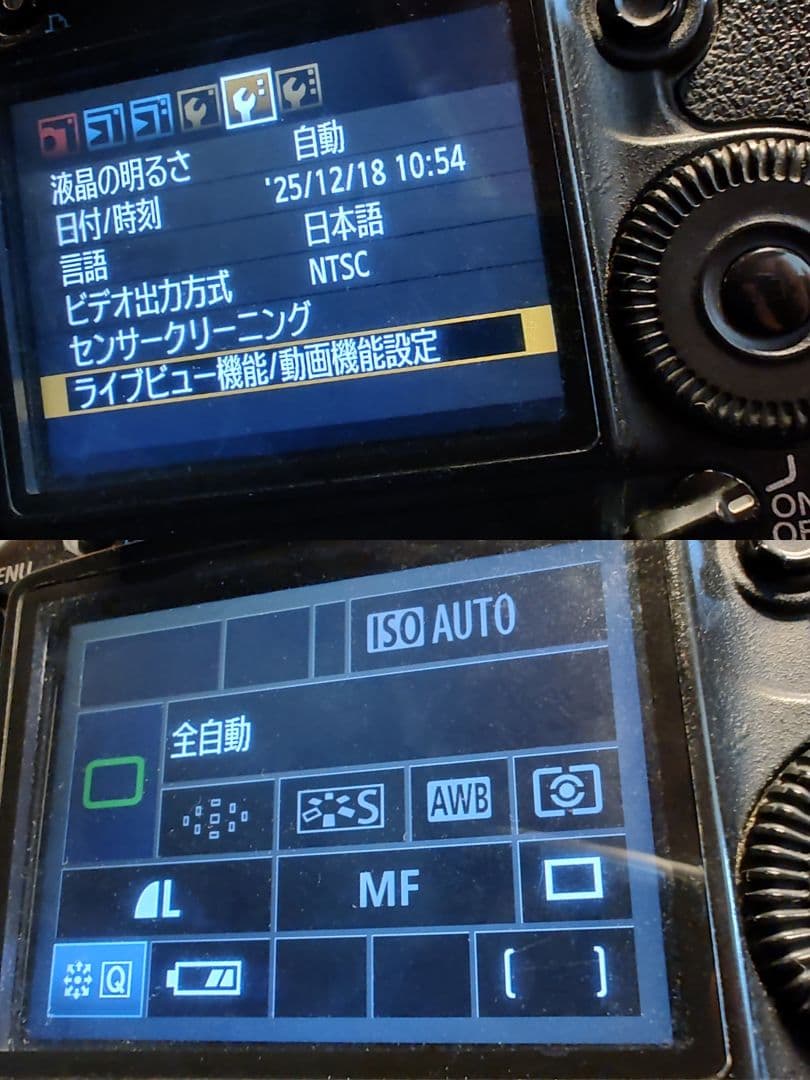 液晶の明るさ 自動
日付/時刻 '25/12/18 10:54
言語 日本語
ビデオ出力方式 NTSC
センサークリーニング
ライブビュー機能/動画機能設定
ON
MENU
ISO AUTO
全自動
S AWB
L MF
Q